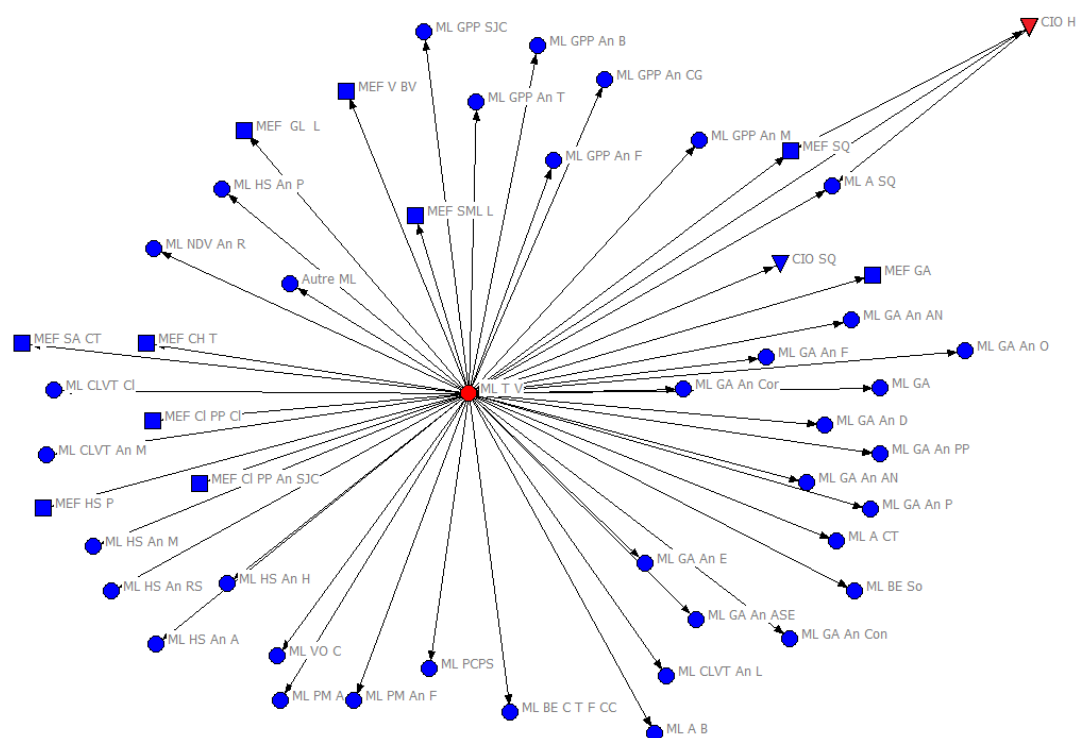 CIO H
ML GPP SJC
ML GPP An B
ML GPP An CG
MEF V BV
ML GPP An T
MEF GL L
ML GPP An M
MEF SQ
ML GPP An F
ML HS An P
ML A SQ
MEF SML L
ML NDV An R
CIO SQ
MEF GA
Autre ML
ML GA An AN
MEF SA CT
MEF CH T
ML GA An F
ML GA An O
ML CLVT Cl
ML T V
ML GA An Cor
ML GA
MEF Cl PP Cl
ML GA An D
ML CLVT An M
ML GA An PP
MEF Cl PP An SJC
ML GA An AN
MEF HS P
ML GA An P
ML HS An M
ML A CT
ML GA An E
ML HS An RS
ML HS An H
ML BE So
ML GA An ASE
ML HS An A
ML GA An Con
ML VO C
ML PCPS
ML CLVT An L
ML PM A
ML PM An F
ML BE C T F CC
ML A B